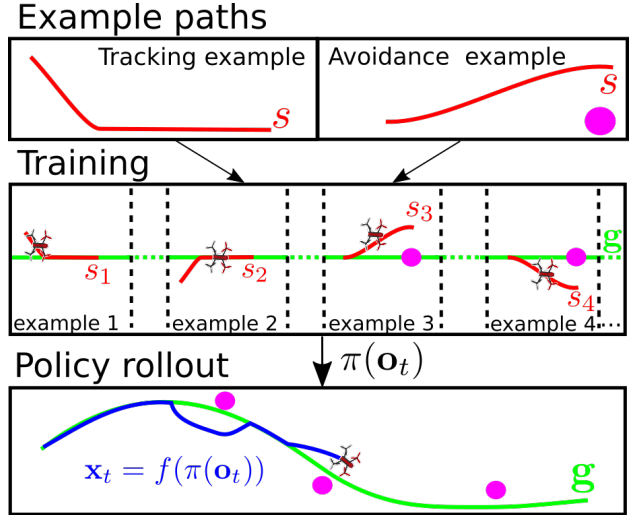 Example paths
Tracking example
s
Avoidance example
s
Training
s₁
s₂
s₃
s₄
g
example 1
example 2
example 3
example 4
...
Policy rollout
π(oₜ)
xₜ = f(π(oₜ))
g